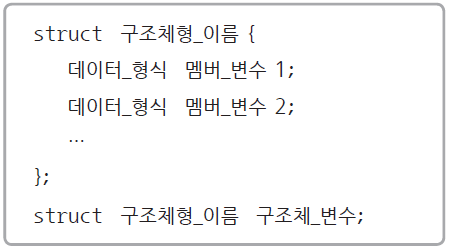 struct 구조체형_이름 {
데이터_형식 멤버_변수 1;
데이터_형식 멤버_변수 2;
…
};
struct 구조체형_이름 구조체_변수;